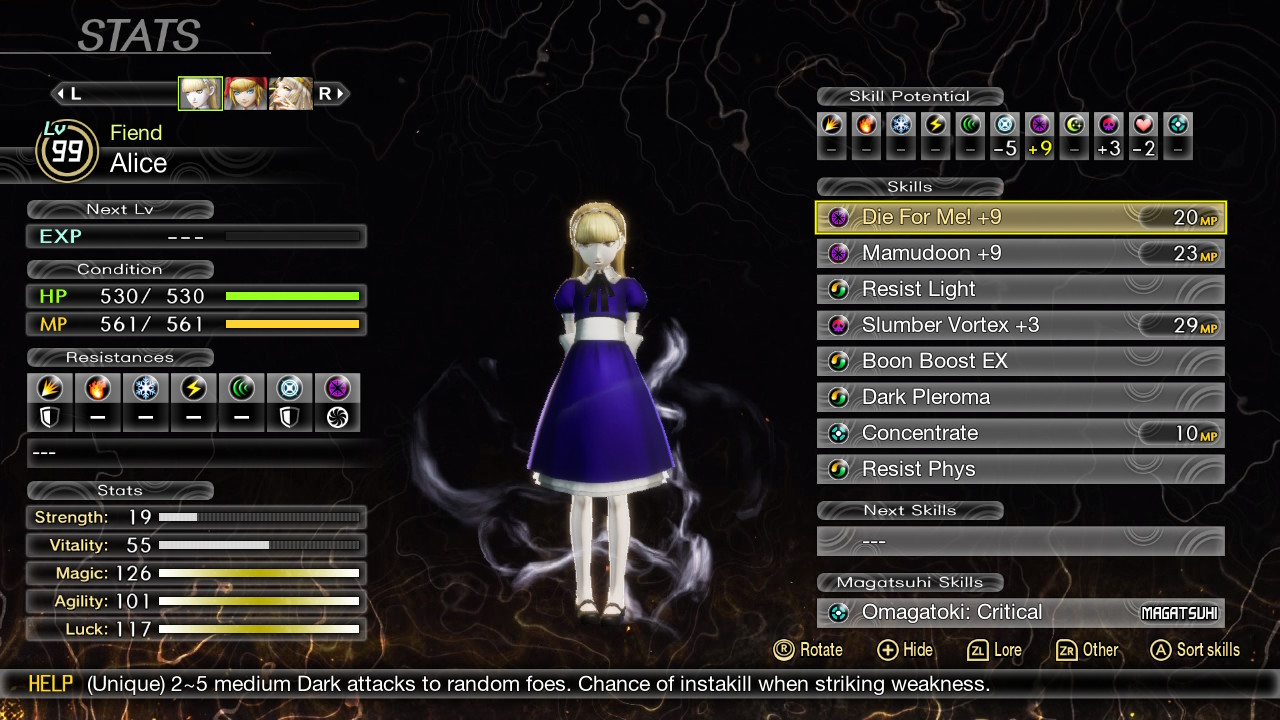 STATS
L R
Lv 99
Fiend
Alice
Next Lv
EXP ---
Condition
HP 530/ 530
MP 561/ 561
Resistances
– – – –
---
Stats
Strength: 19
Vitality: 55
Magic: 126
Agility: 101
Luck: 117
Skill Potential
– – – – – -5 +9 – +3 -2 –
Skills
Die For Me! +9 20MP
Mamudoon +9 23MP
Resist Light
Slumber Vortex +3 29MP
Boon Boost EX
Dark Pleroma
Concentrate 10MP
Resist Phys
Next Skills
---
Magatsuhi Skills
Omagatoki: Critical MAGATSUHI
R Rotate + Hide ZL Lore ZR Other A Sort skills
HELP (Unique) 2~5 medium Dark attacks to random foes. Chance of instakill when striking weakness.